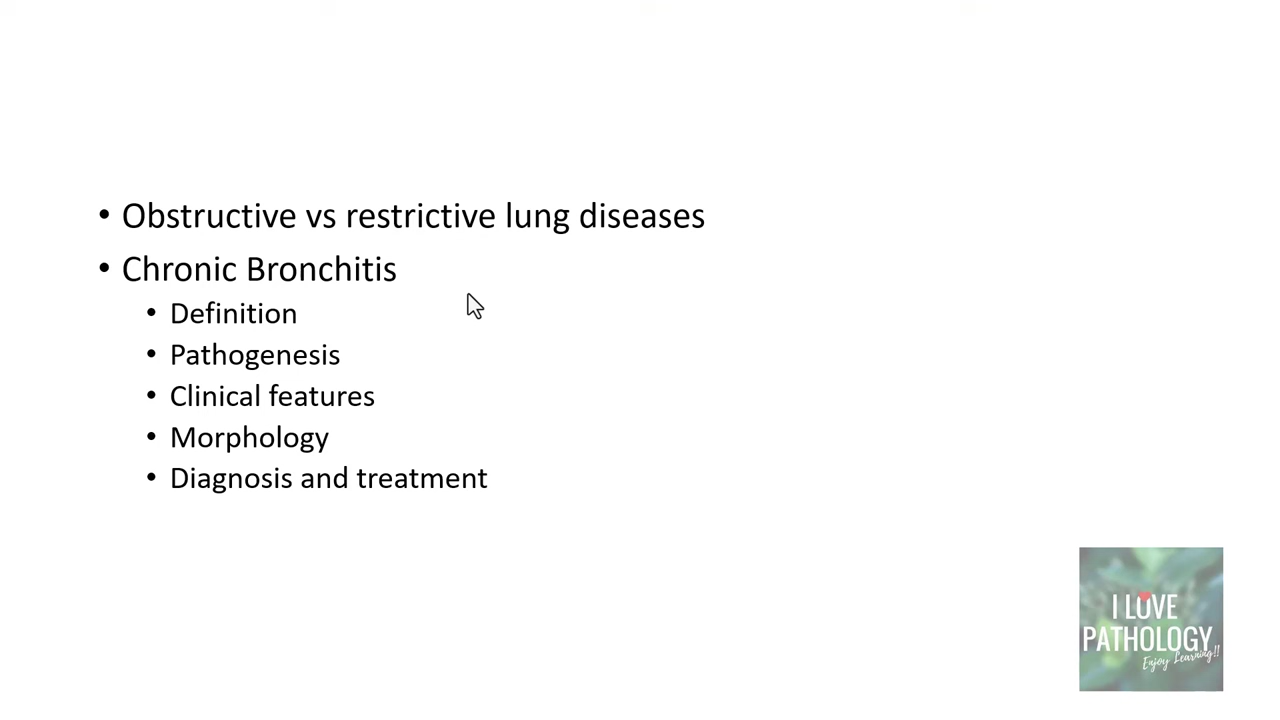 • Obstructive vs restrictive lung diseases
• Chronic Bronchitis
• Definition
• Pathogenesis
• Clinical features
• Morphology
• Diagnosis and treatment
I LOVE
PATHOLOGY
Enjoy Learning!!